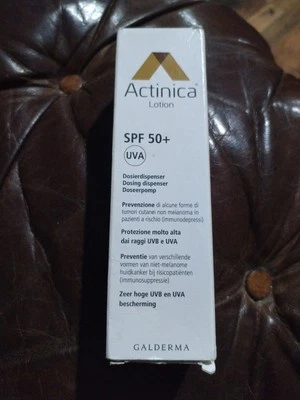 Actinica®
Lotion
SPF 50+
UVA
Dosierdispenser
Dosing dispenser
Doseerpomp
Prevenzione di alcune forme di
tumori cutanei non melanoma in
pazienti a rischio (immunodepressi)
Protezione molto alta
dai raggi UVB e UVA
Preventie van verschillende
vormen van niet-melanome
huidkanker bij risicopatiënten
(immunosuppressie)
Zeer hoge UVB en UVA
bescherming
GALDERMA